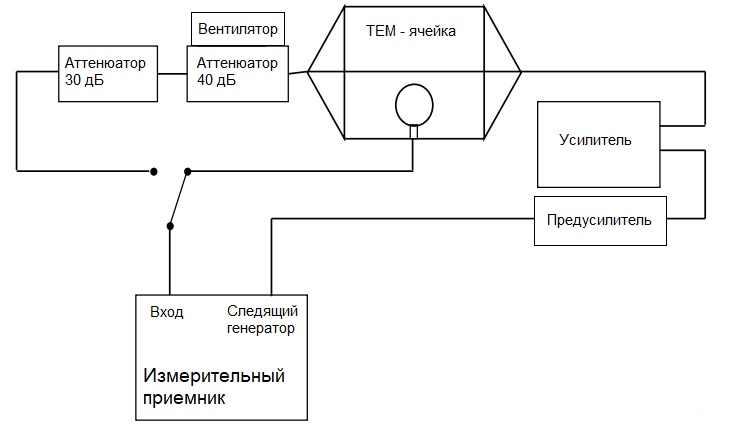 Вентилятор
ТЕМ - ячейка
Аттенюатор
30 дБ
Аттенюатор
40 дБ
Усилитель
Предусилитель
Вход
Следящий
генератор
Измерительный
приемник